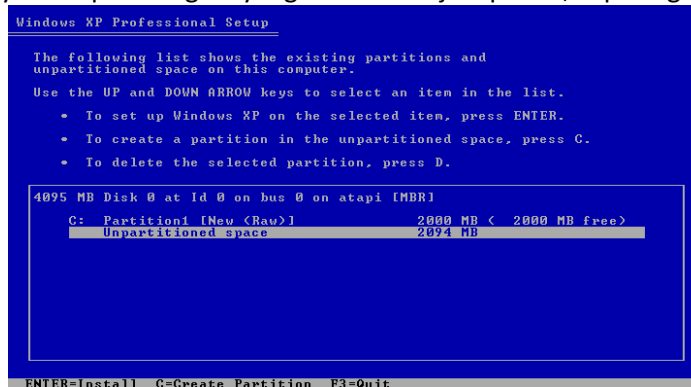 Windows XP Professional Setup
The following list shows the existing partitions and
unpartitioned space on this computer.
Use the UP and DOWN ARROW keys to select an item in the list.
• To set up Windows XP on the selected item, press ENTER.
• To create a partition in the unpartitioned space, press C.
• To delete the selected partition, press D.
4095 MB Disk 0 at Id 0 on bus 0 on atapi [MBR]
C: Partition1 [New (Raw)] 2000 MB ( 2000 MB free)
Unpartitioned space 2094 MB
ENTER=Install C=Create Partition F3=Quit